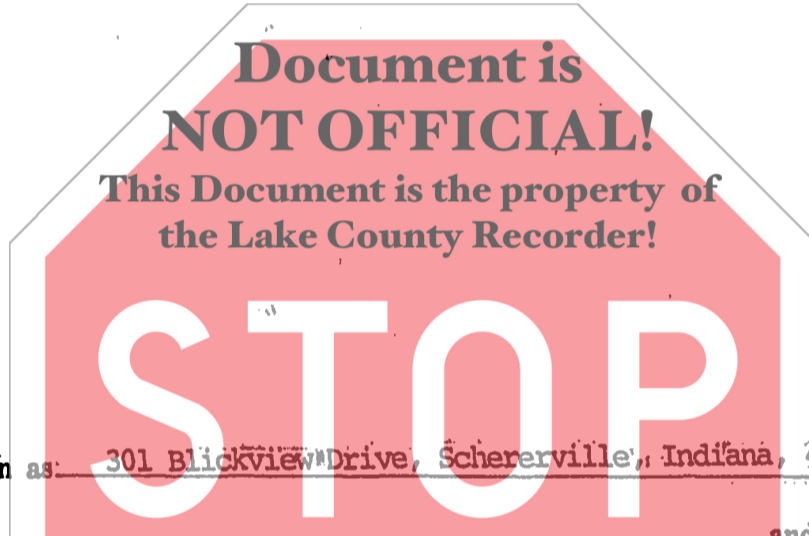 Document is
NOT OFFICIAL!
This Document is the property of
the Lake County Recorder!
STOP
as: 301 Blickview Drive, Schererville, Indiana,
and